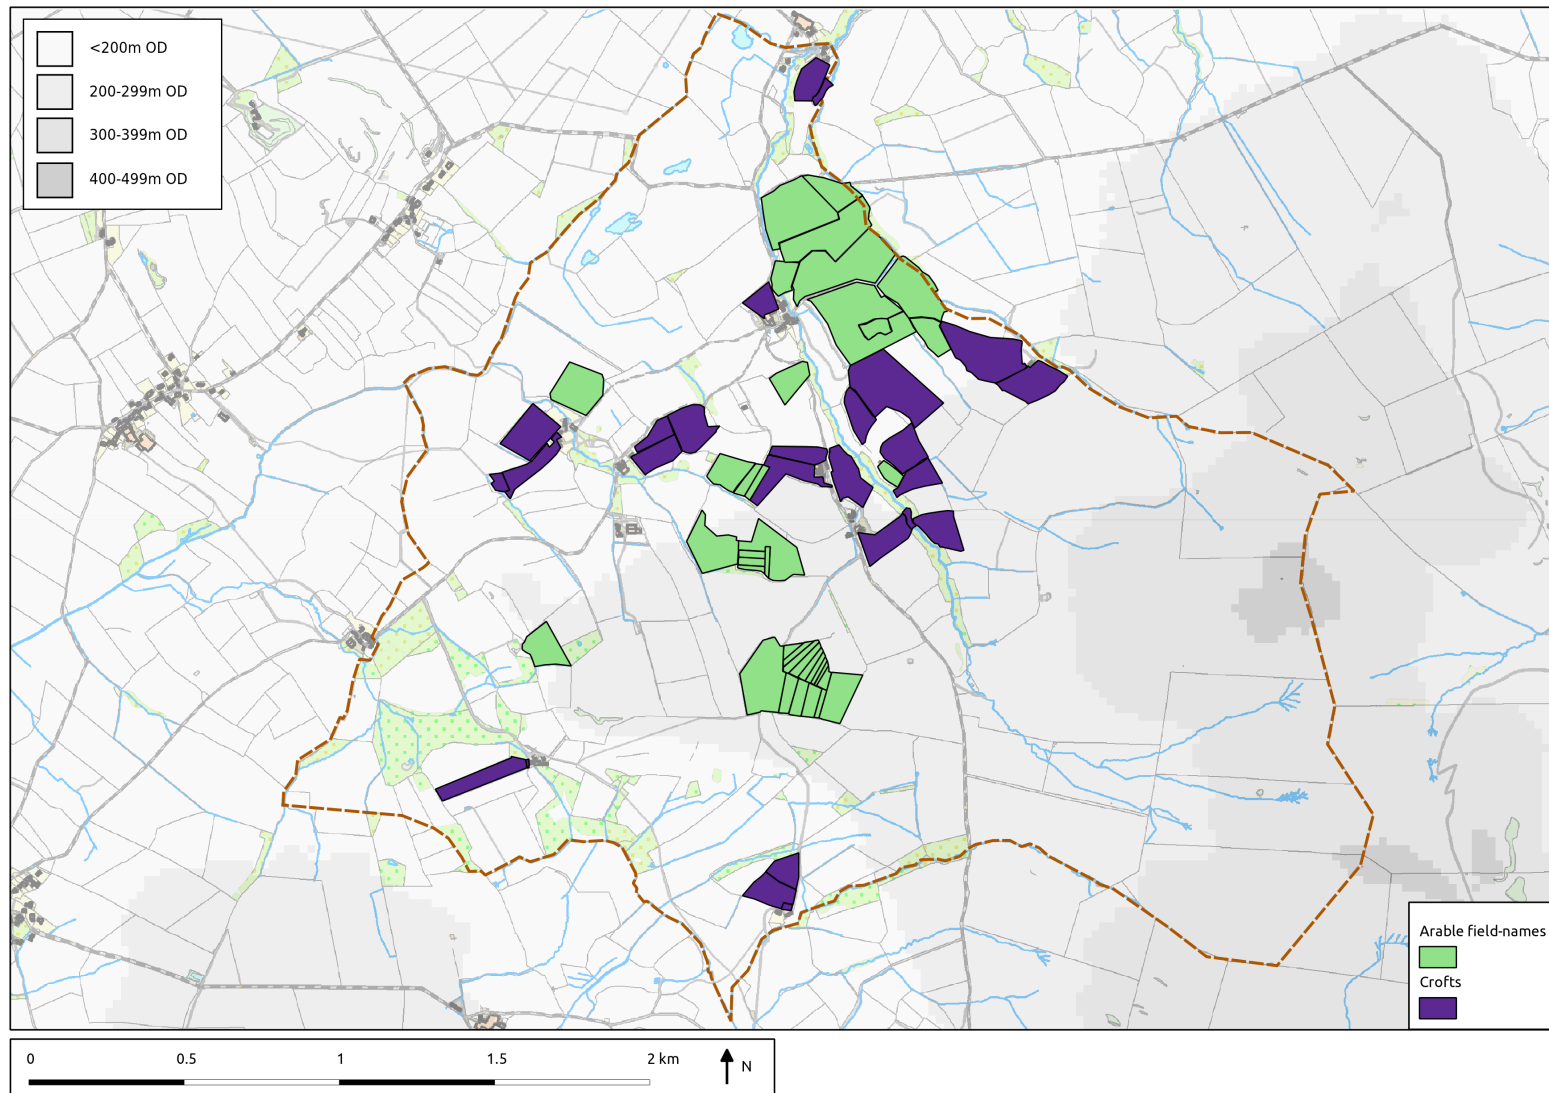 <200m OD
200-299m OD
300-399m OD
400-499m OD
Arable field-names
Crofts
0 0.5 1 1.5 2 km
N